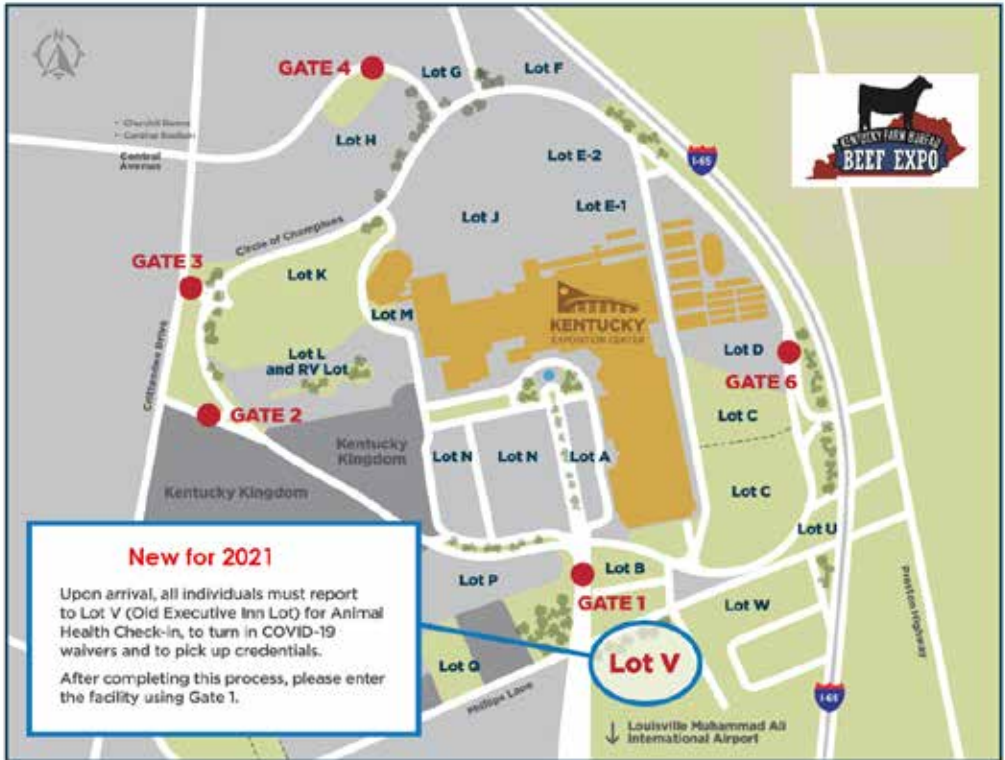 GATE 4
Lot G
Lot F
I-65
KENTUCKY FARM BUREAU
BEEF EXPO
• Churchill Downs
• Cardinal Stadium
Central
Avenue
Lot H
Lot E-2
Lot E-1
Lot J
Circle of Champions
GATE 3
Lot K
Lot M
KENTUCKY
EXPOSITION CENTER
Lot L
and RV Lot
Lot D
GATE 6
Crittenden Drive
GATE 2
Lot C
Kentucky
Kingdom
Lot N
Lot N
Lot A
Kentucky Kingdom
Lot C
Lot U
New for 2021
Upon arrival, all individuals must report
to Lot V (Old Executive Inn Lot) for Animal
Health Check-in, to turn in COVID-19
waivers and to pick up credentials.
After completing this process, please enter
the facility using Gate 1.
Lot P
Lot B
GATE 1
Lot W
Preston Highway
Lot Q
Lot V
Phillips Lane
I-65
Louisville Muhammad Ali
International Airport